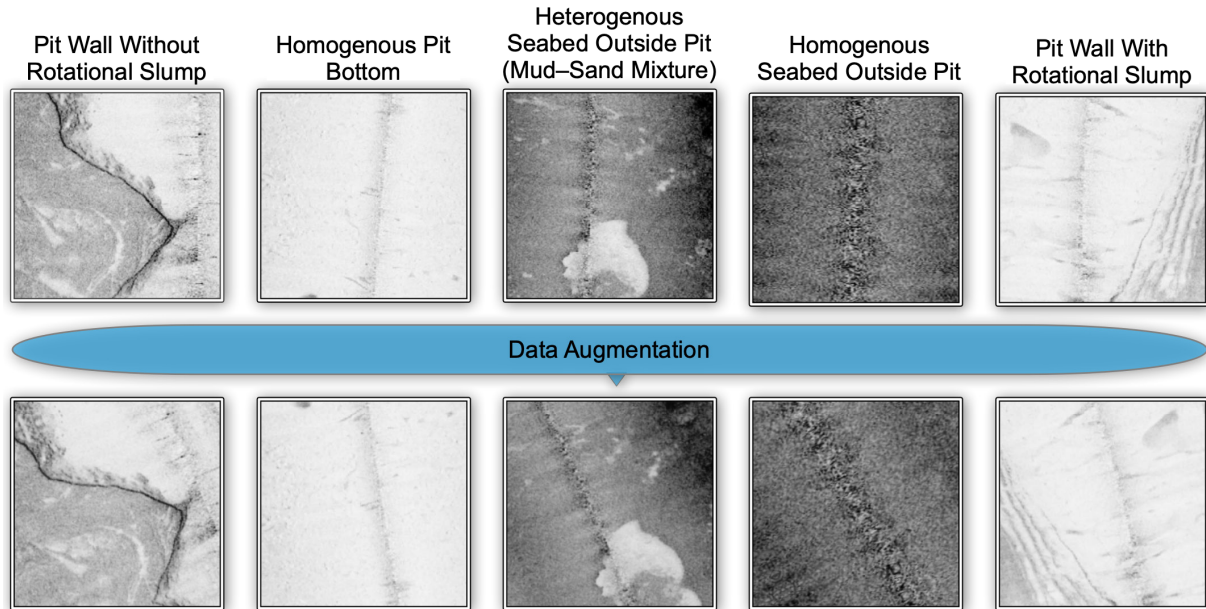 Pit Wall Without
Rotational Slump
Homogenous Pit
Bottom
Heterogenous
Seabed Outside Pit
(Mud–Sand Mixture)
Homogenous
Seabed Outside Pit
Pit Wall With
Rotational Slump
Data Augmentation